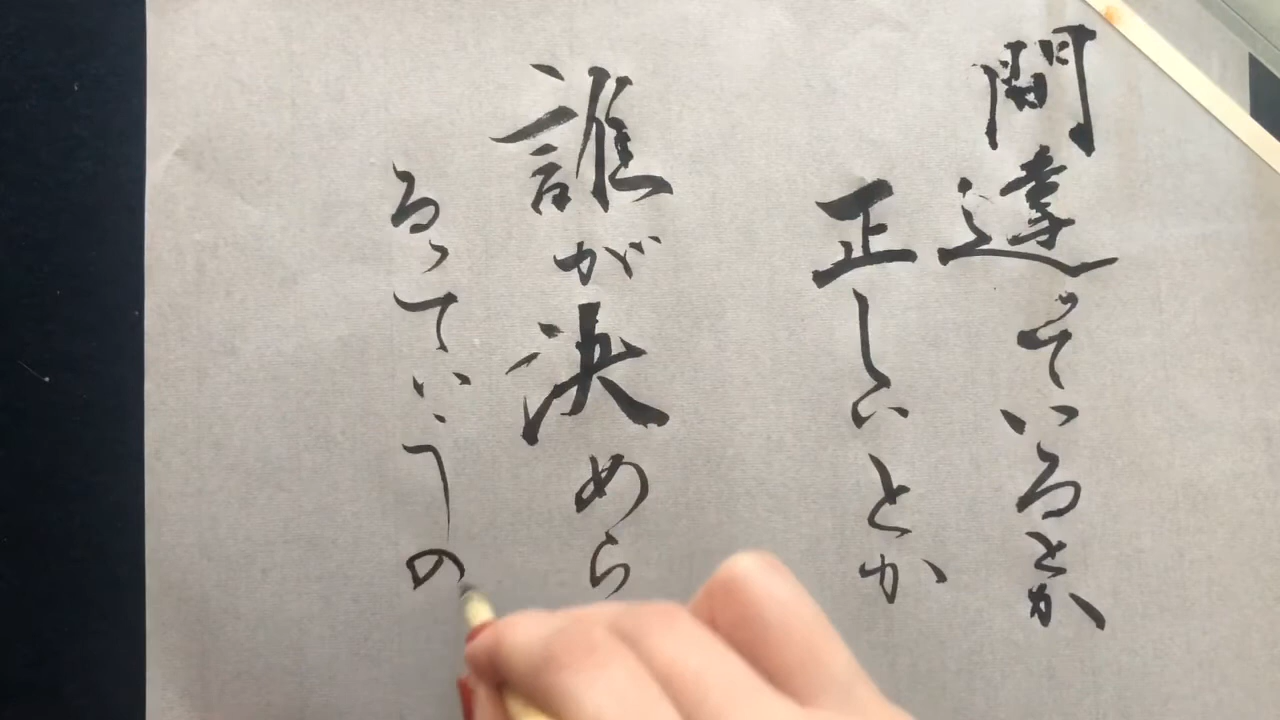 間違っているとか
正しいとか
誰が決めら
るっていうの